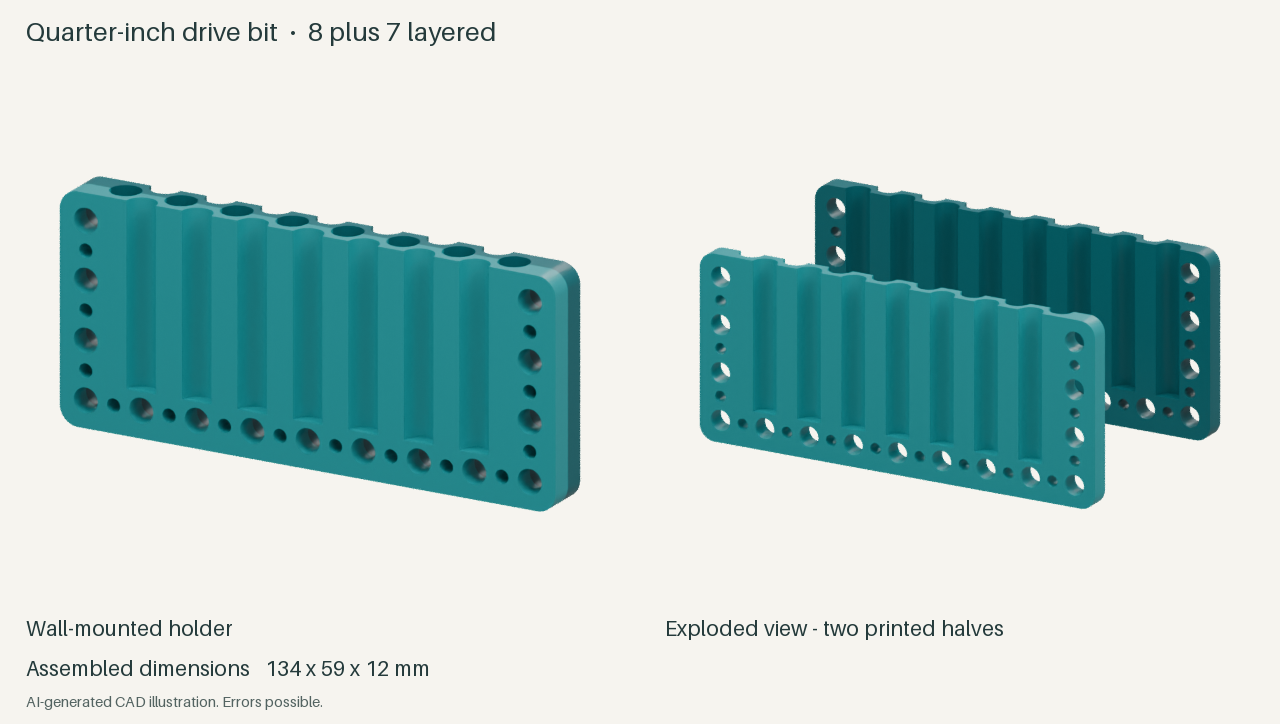 Quarter-inch drive bit · 8 plus 7 layered
Wall-mounted holder
Exploded view - two printed halves
Assembled dimensions 134 x 59 x 12 mm
AI-generated CAD illustration. Errors possible.